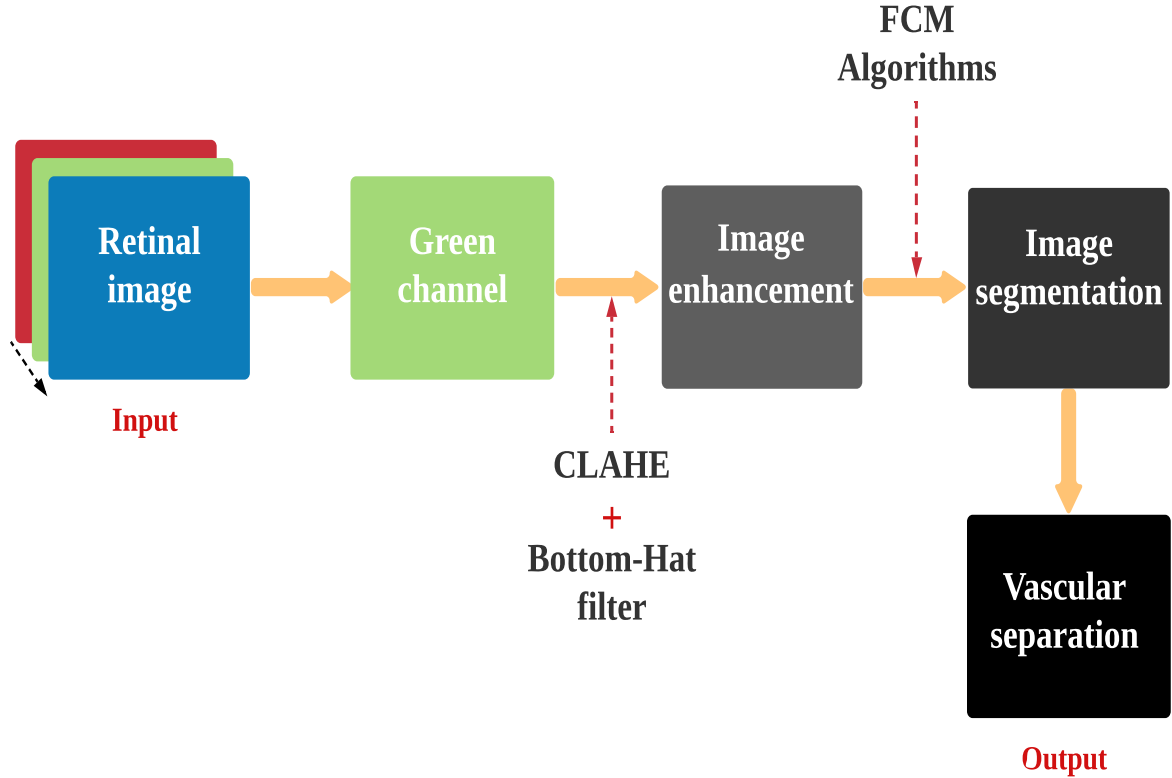 FCM
Algorithms
Retinal
image
Green
channel
Image
enhancement
Image
segmentation
Input
CLAHE
+
Bottom-Hat
filter
Vascular
separation
Output